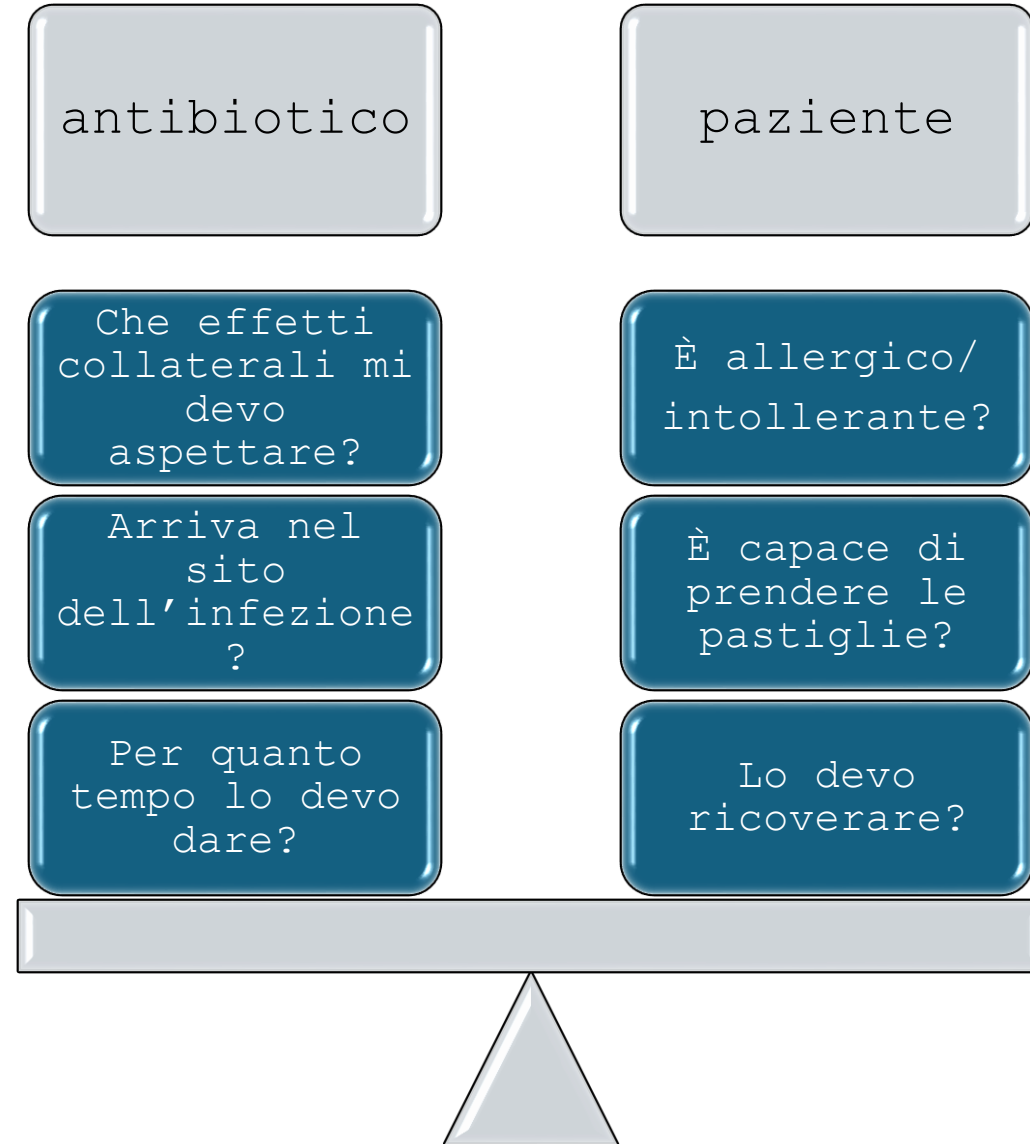 antibiotico
paziente
Che effetti
collaterali mi
devo
aspettare?
Arriva nel
sito
dell’infezione
?
Per quanto
tempo lo devo
dare?
È allergico/
intollerante?
È capace di
prendere le
pastiglie?
Lo devo
ricoverare?